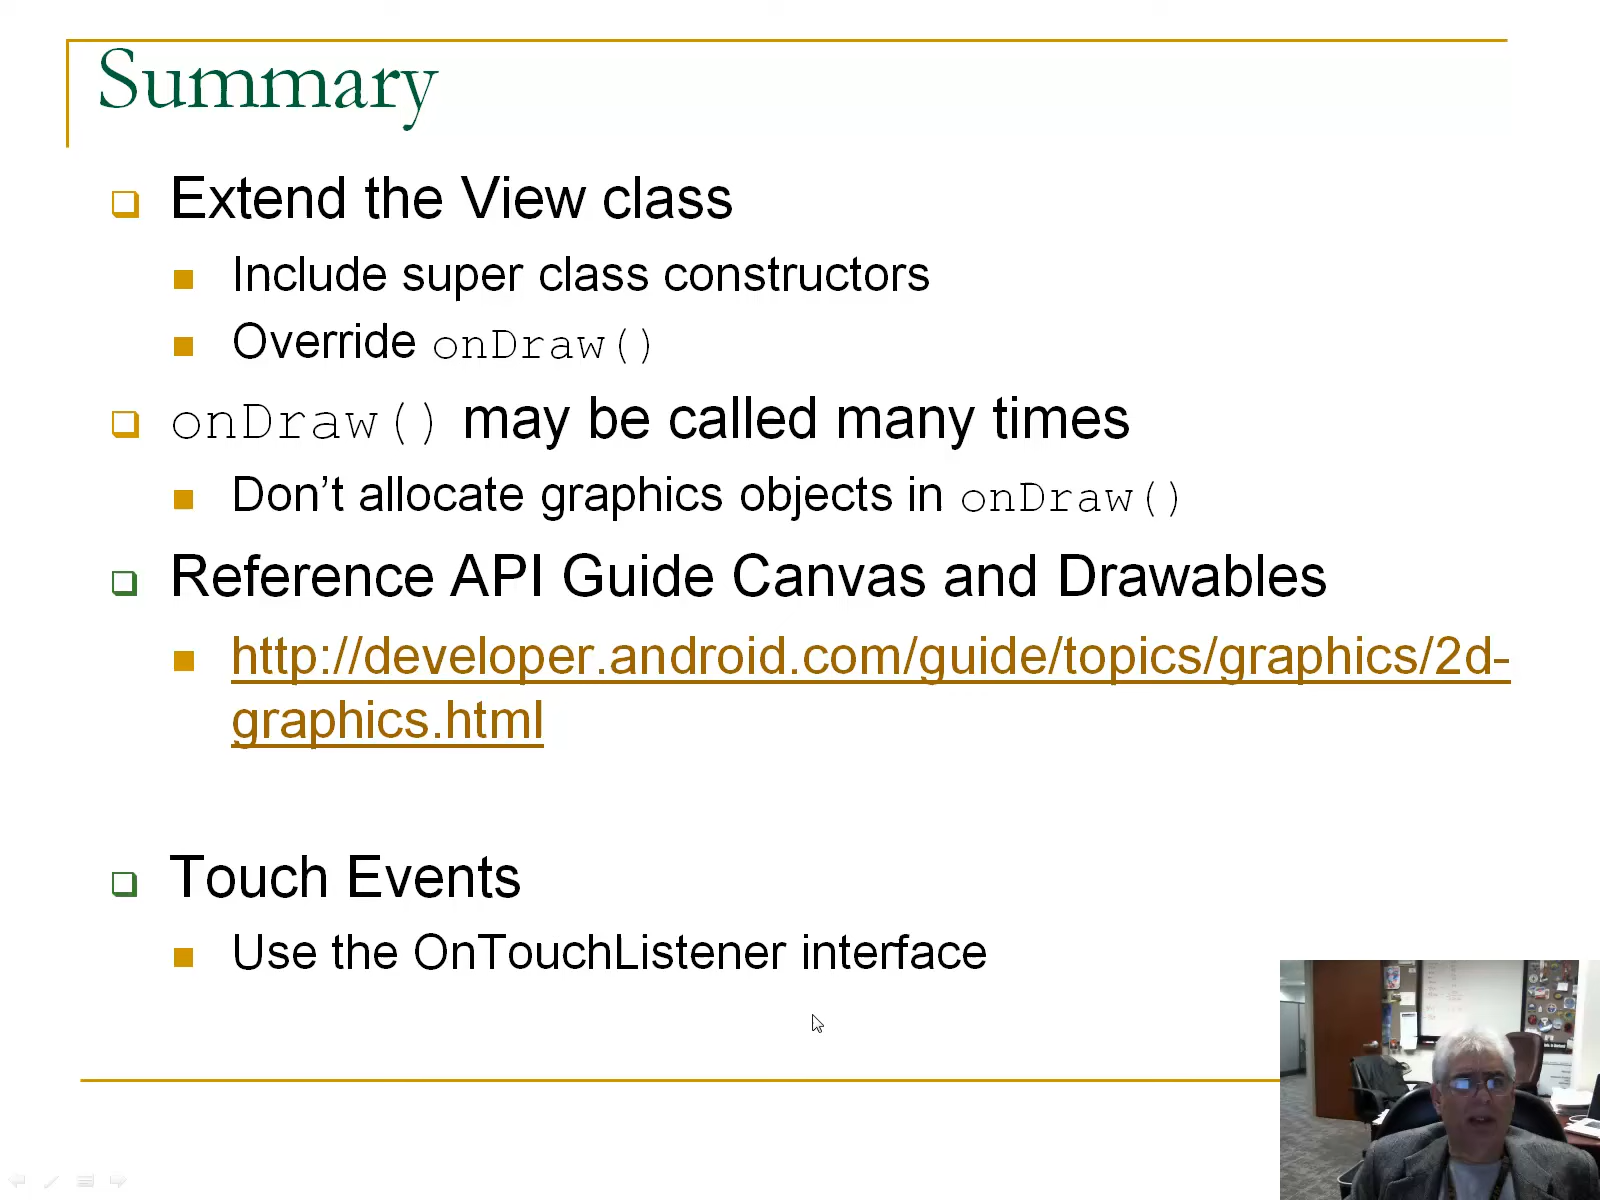 Summary
Extend the View class
Include super class constructors
Override onDraw()
onDraw() may be called many times
Don’t allocate graphics objects in onDraw()
Reference API Guide Canvas and Drawables
http://developer.android.com/guide/topics/graphics/2d-
graphics.html
Touch Events
Use the OnTouchListener interface